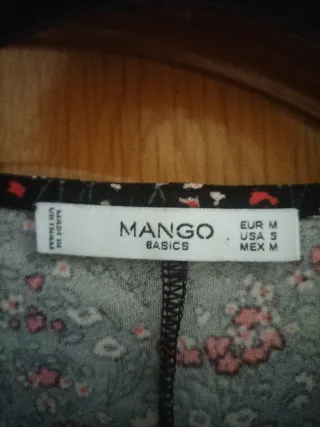 MADE IN
VIETNAM
MANGO
BASICS
EUR M
USA S
MEX M